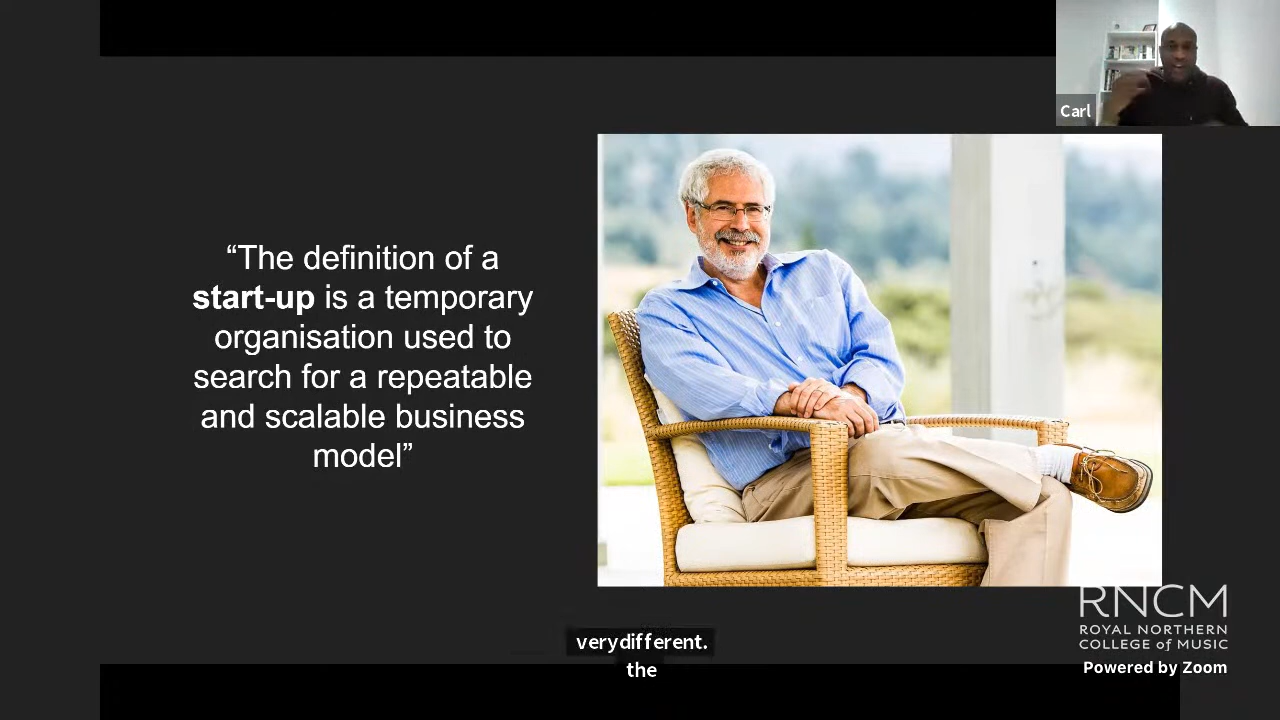 Carl
“The definition of a
start-up is a temporary
organisation used to
search for a repeatable
and scalable business
model”
RNCM
ROYAL NORTHERN
COLLEGE of MUSIC
Powered by Zoom
verydifferent.
the